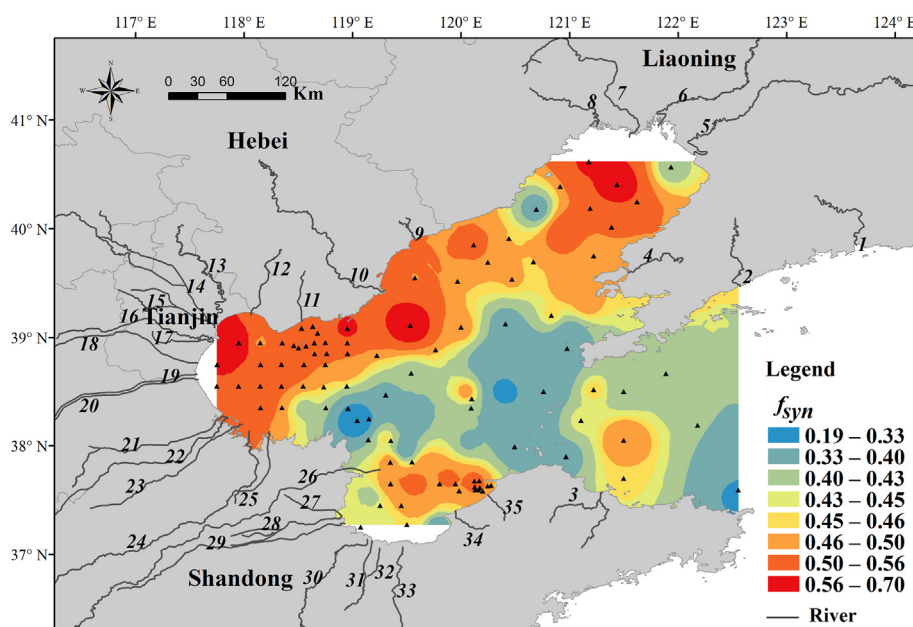 117° E 118° E 119° E 120° E 121° E 122° E 123° E 124° E
Liaoning
N
W E
S
0 30 60 120
Km
7
6
8
41° N
5
Hebei
40° N
9
1
4
12
10
2
13
14
11
15
16
Tianjin
39° N
17
18
19
Legend
fsyn
20
0.19 – 0.33
38° N
21
0.33 – 0.40
22
26
0.40 – 0.43
23
25
3
27
35
0.43 – 0.45
24
28
0.45 – 0.46
29
34
37° N
0.46 – 0.50
Shandong
30
31
32
33
0.50 – 0.56
0.56 – 0.70
River